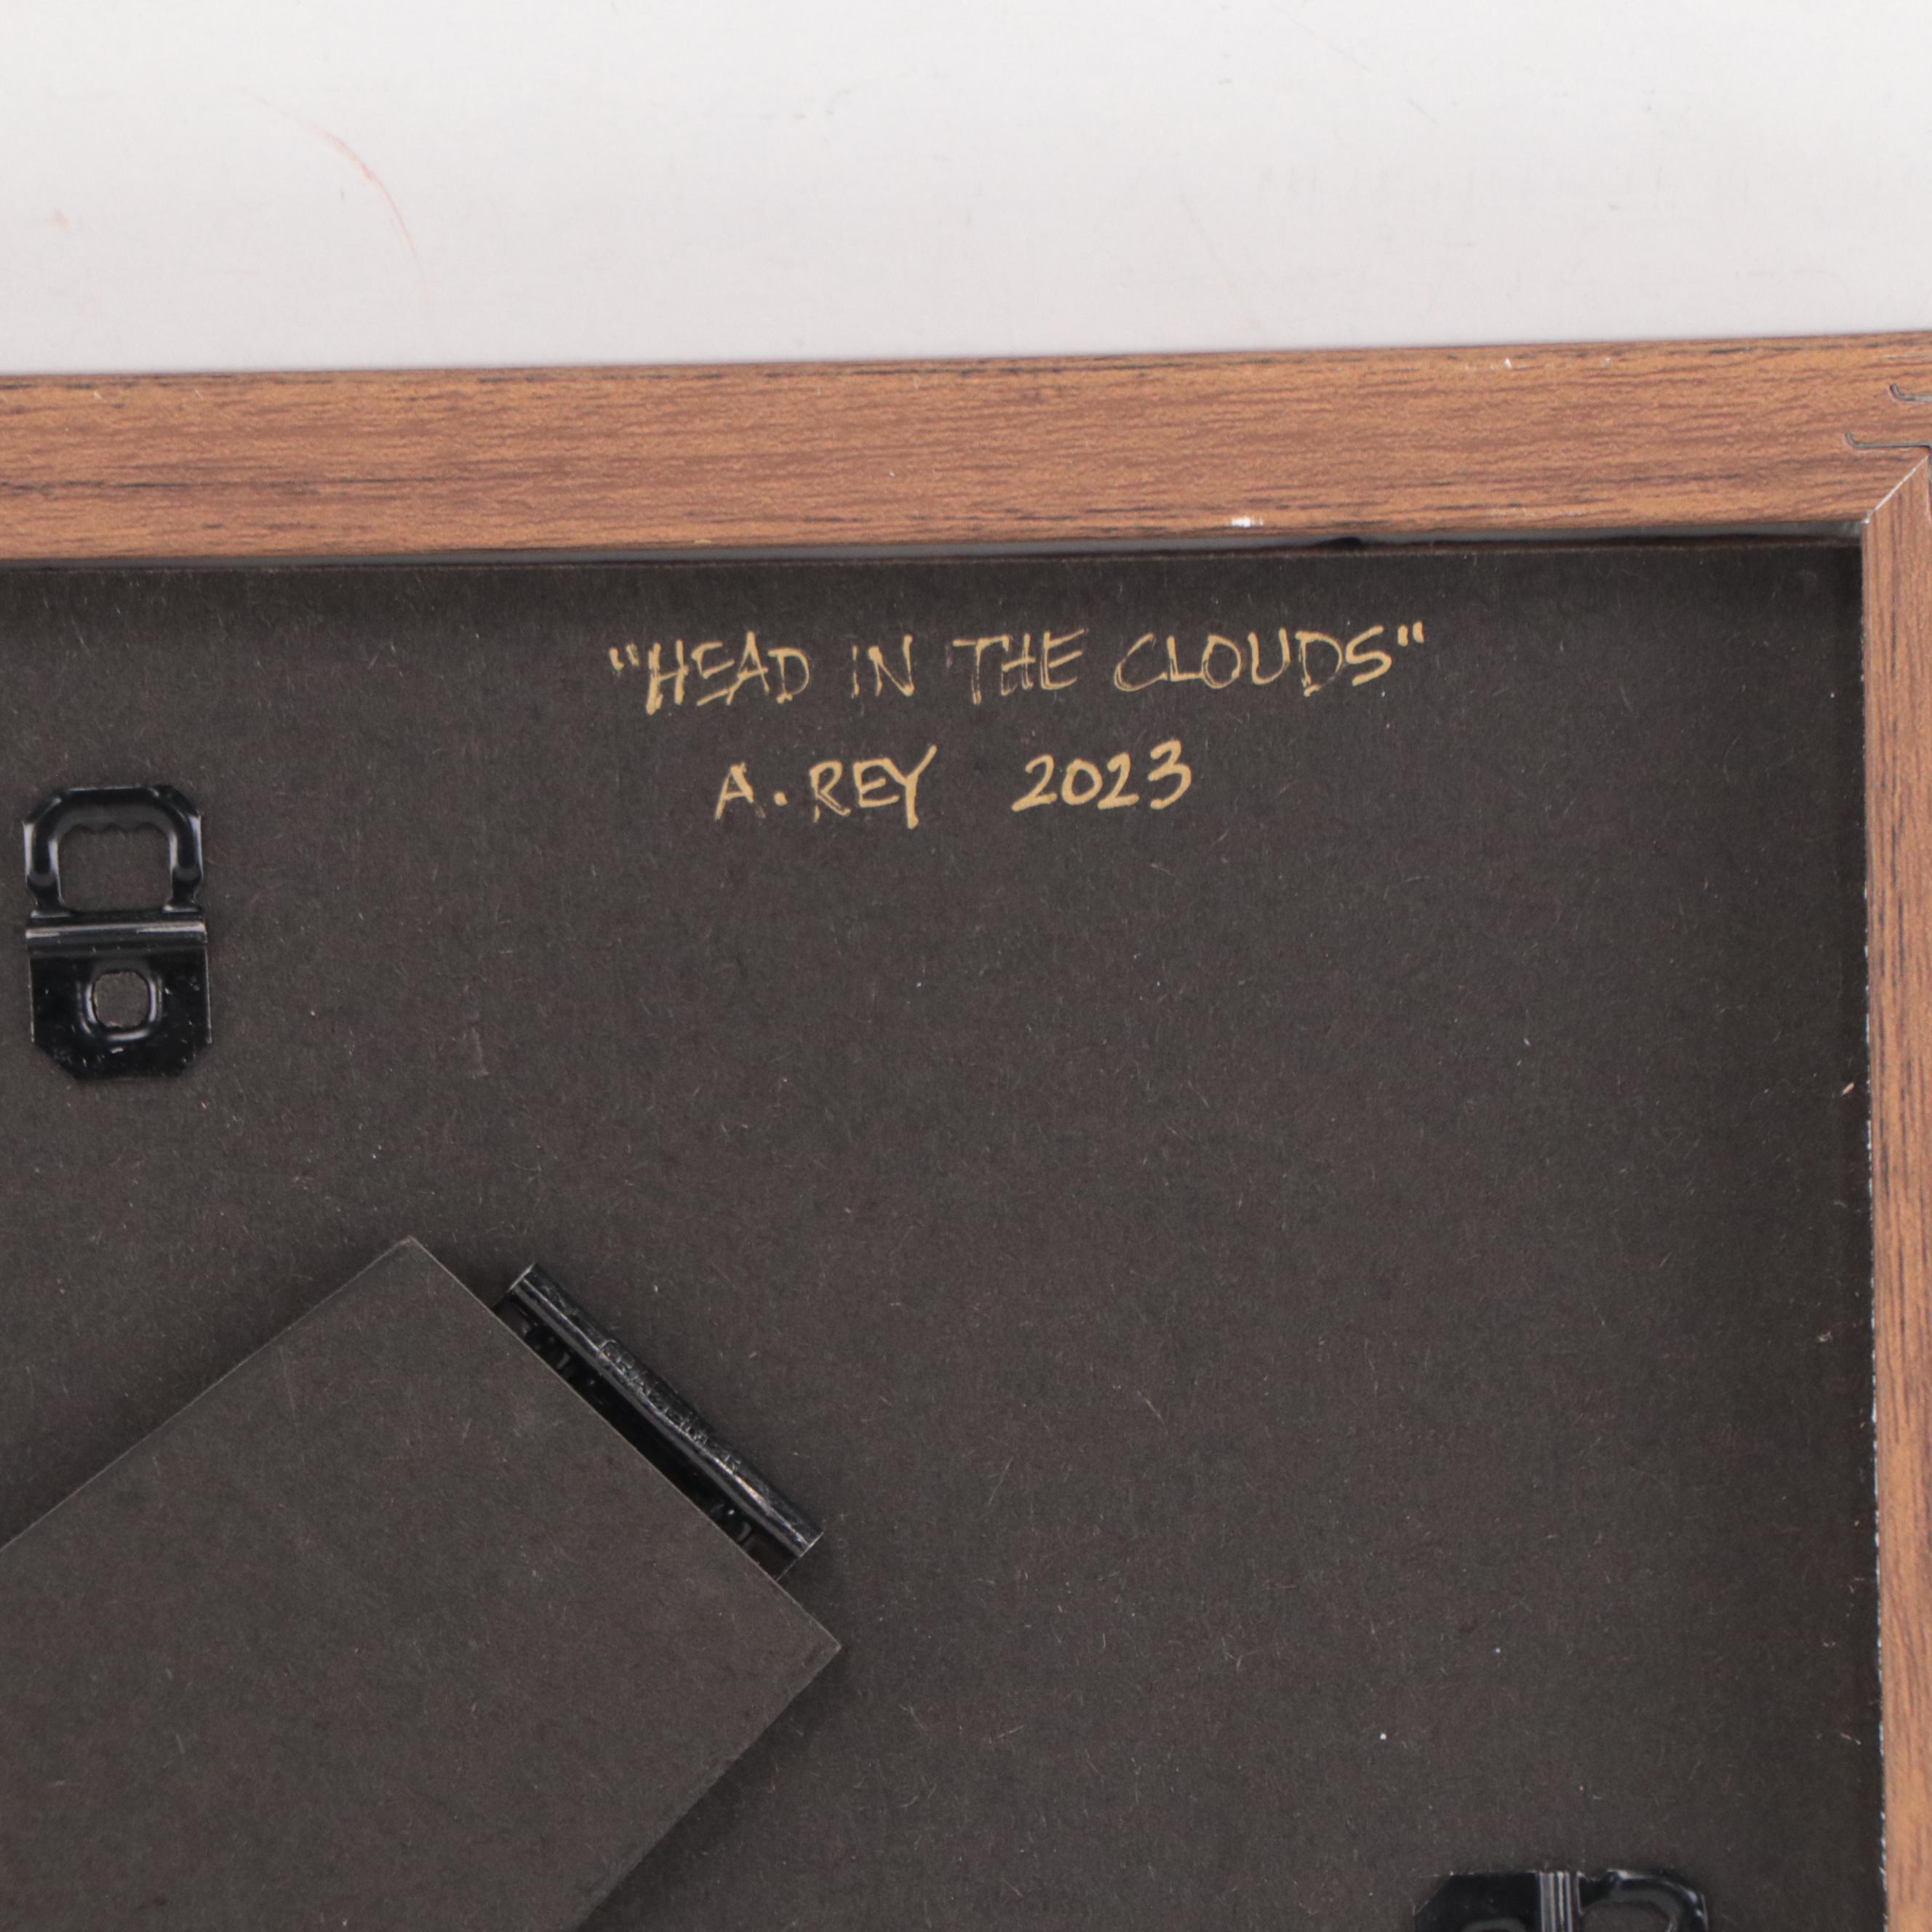 "HEAD IN THE CLOUDS"
A. REY 2023